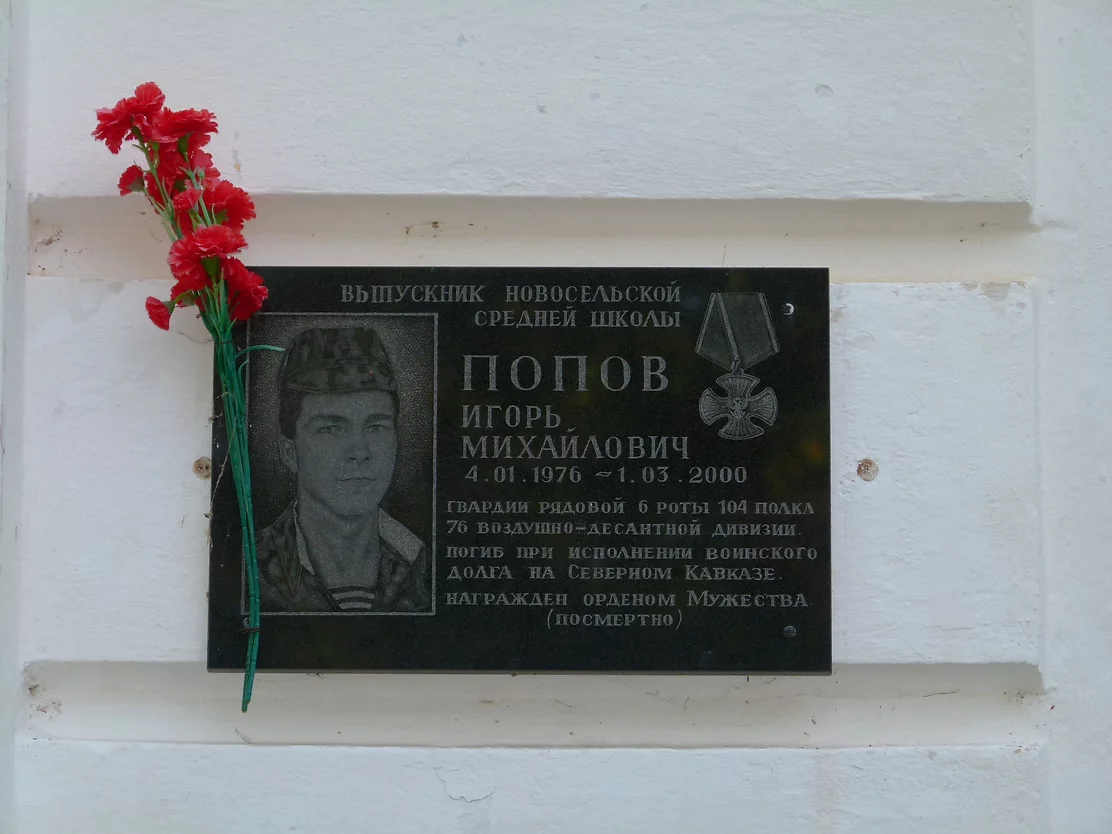 ВЫПУСКНИК НОВОСЕЛЬСКОЙ
СРЕДНЕЙ ШКОЛЫ
ПОПОВ
ИГОРЬ
МИХАЙЛОВИЧ
4.01.1976 ~ 1.03.2000
ГВАРДИИ РЯДОВОЙ 6 РОТЫ 104 ПОЛКА
76 ВОЗДУШНО-ДЕСАНТНОЙ ДИВИЗИИ.
ПОГИБ ПРИ ИСПОЛНЕНИИ ВОИНСКОГО
ДОЛГА НА СЕВЕРНОМ КАВКАЗЕ.
НАГРАЖДЕН ОРДЕНОМ МУЖЕСТВА
(ПОСМЕРТНО)